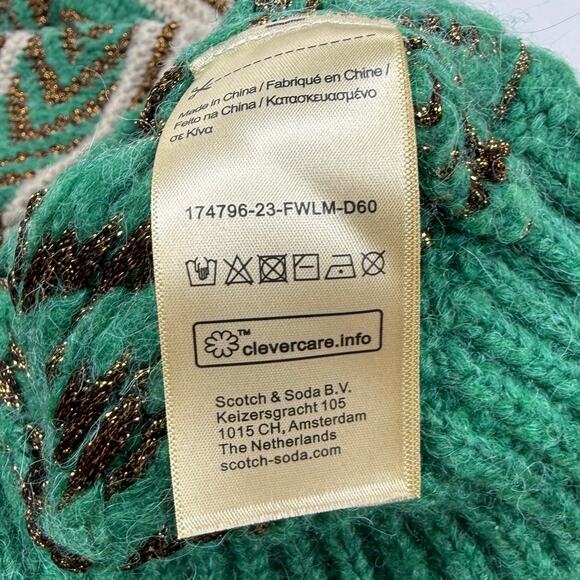 Made in China / Fabriqué en Chine /
Feito na China / Κατασκευασμένο
σε Κίνα
174796-23-FWLM-D60
TM
clevercare.info
Scotch & Soda B.V.
Keizersgracht 105
1015 CH, Amsterdam
The Netherlands
scotch-soda.com